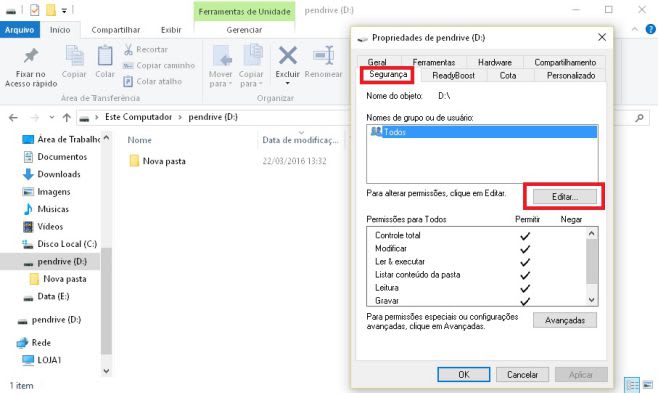 Ferramentas de Unidade
pendrive (D:)
Arquivo
Início
Compartilhar
Exibir
Gerenciar
Fixar no
Acesso rápido
Copiar
Colar
Recortar
Copiar caminho
Colar atalho
Mover
para
Copiar
para
Excluir
Renomear
Área de Transferência
Organizar
Este Computador > pendrive (D:)
Área de Trabalho
Documentos
Downloads
Imagens
Músicas
Vídeos
Disco Local (C:)
pendrive (D:)
Nova pasta
Data (E:)
pendrive (D:)
Rede
LOJA1
1 item
Nome
Data de modificaç...
Nova pasta
22/03/2016 13:32
Propriedades de pendrive (D:)
Geral
Ferramentas
Hardware
Compartilhamento
Segurança
ReadyBoost
Cota
Personalizado
Nome do objeto: D:\
Nomes de grupo ou de usuário:
Todos
Para alterar permissões, clique em Editar.
Editar...
Permissões para Todos
Permitir
Negar
Controle total
Modificar
Ler & executar
Listar conteúdo da pasta
Leitura
Gravar
Para permissões especiais ou configurações
avançadas, clique em Avançadas.
Avançadas
OK
Cancelar
Aplicar